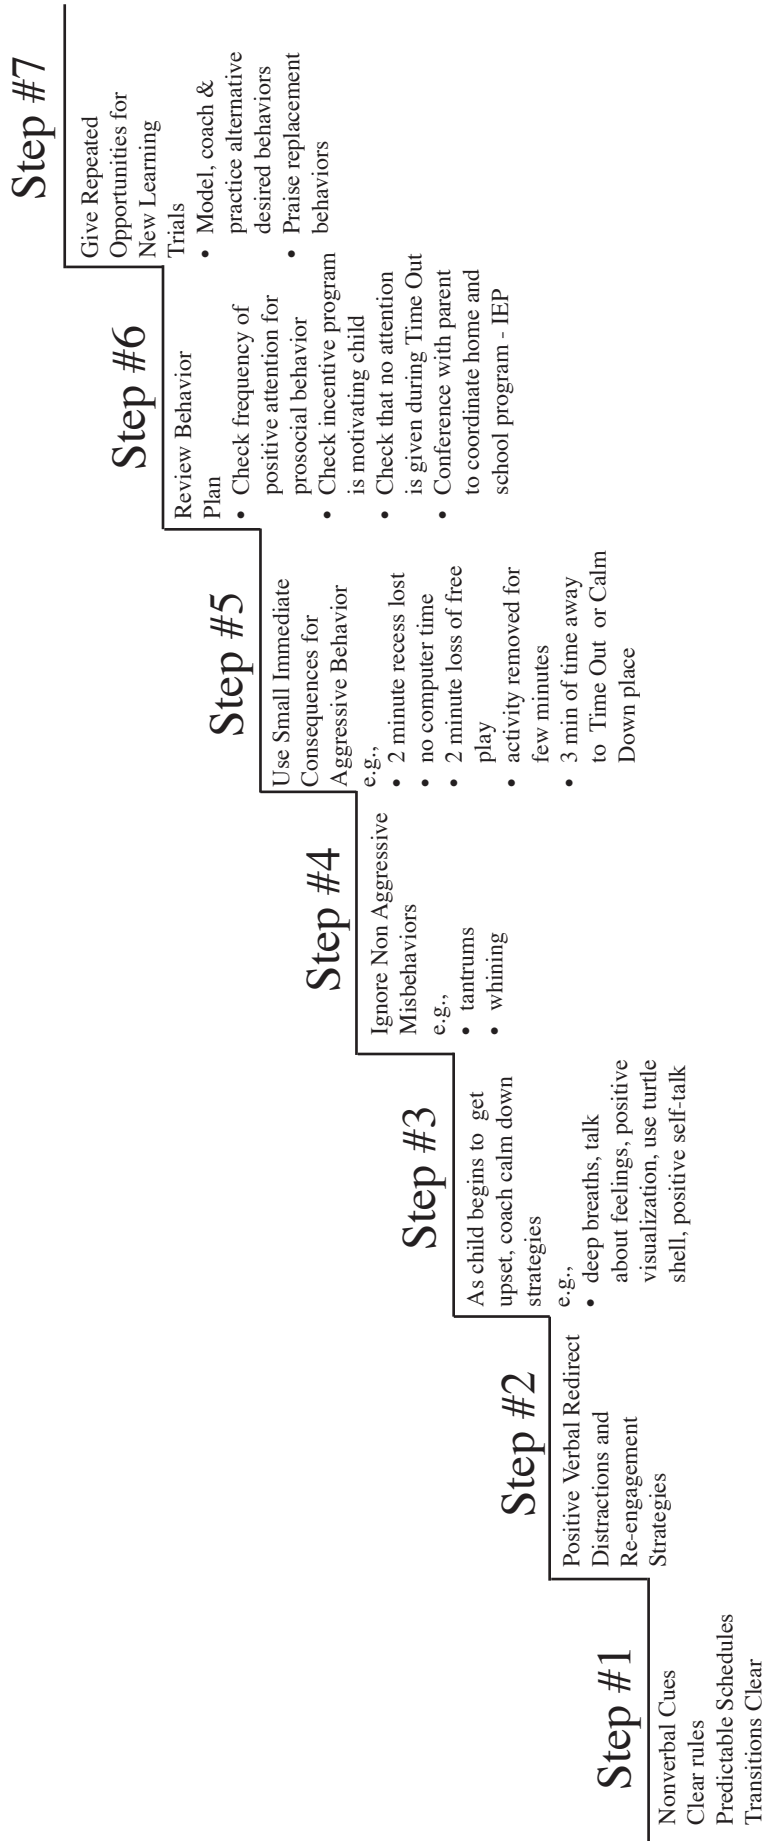 Step #1
Nonverbal Cues
Clear rules
Predictable Schedules
Transitions Clear
Step #2
Positive Verbal Redirect
Distractions and
Re-engagement
Strategies
Step #3
As child begins to get
upset, coach calm down
strategies
e.g.,
• deep breaths, talk
about feelings, positive
visualization, use turtle
shell, positive self-talk
Step #4
Ignore Non Aggressive
Misbehaviors
e.g.,
• tantrums
• whining
Step #5
Use Small Immediate
Consequences for
Aggressive Behavior
e.g.,
• 2 minute recess lost
• no computer time
• 2 minute loss of free
play
• activity removed for
few minutes
• 3 min of time away
to Time Out or Calm
Down place
Step #6
Review Behavior
Plan
• Check frequency of
positive attention for
prosocial behavior
• Check incentive program
is motivating child
• Check that no attention
is given during Time Out
• Conference with parent
to coordinate home and
school program - IEP
Step #7
Give Repeated
Opportunities for
New Learning
Trials
• Model, coach &
practice alternative
desired behaviors
• Praise replacement
behaviors